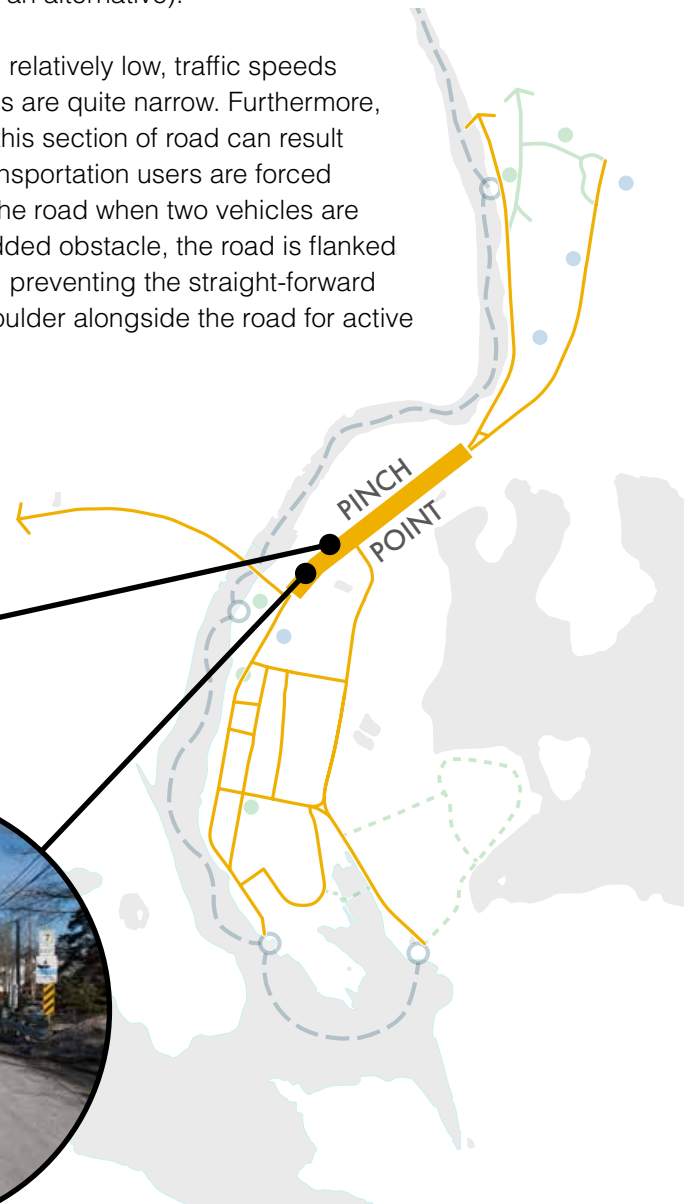 an alternative).
relatively low, traffic speeds
s are quite narrow. Furthermore,
this section of road can result
nsportation users are forced
he road when two vehicles are
dded obstacle, the road is flanked
preventing the straight-forward
oulder alongside the road for active
PINCH
POINT